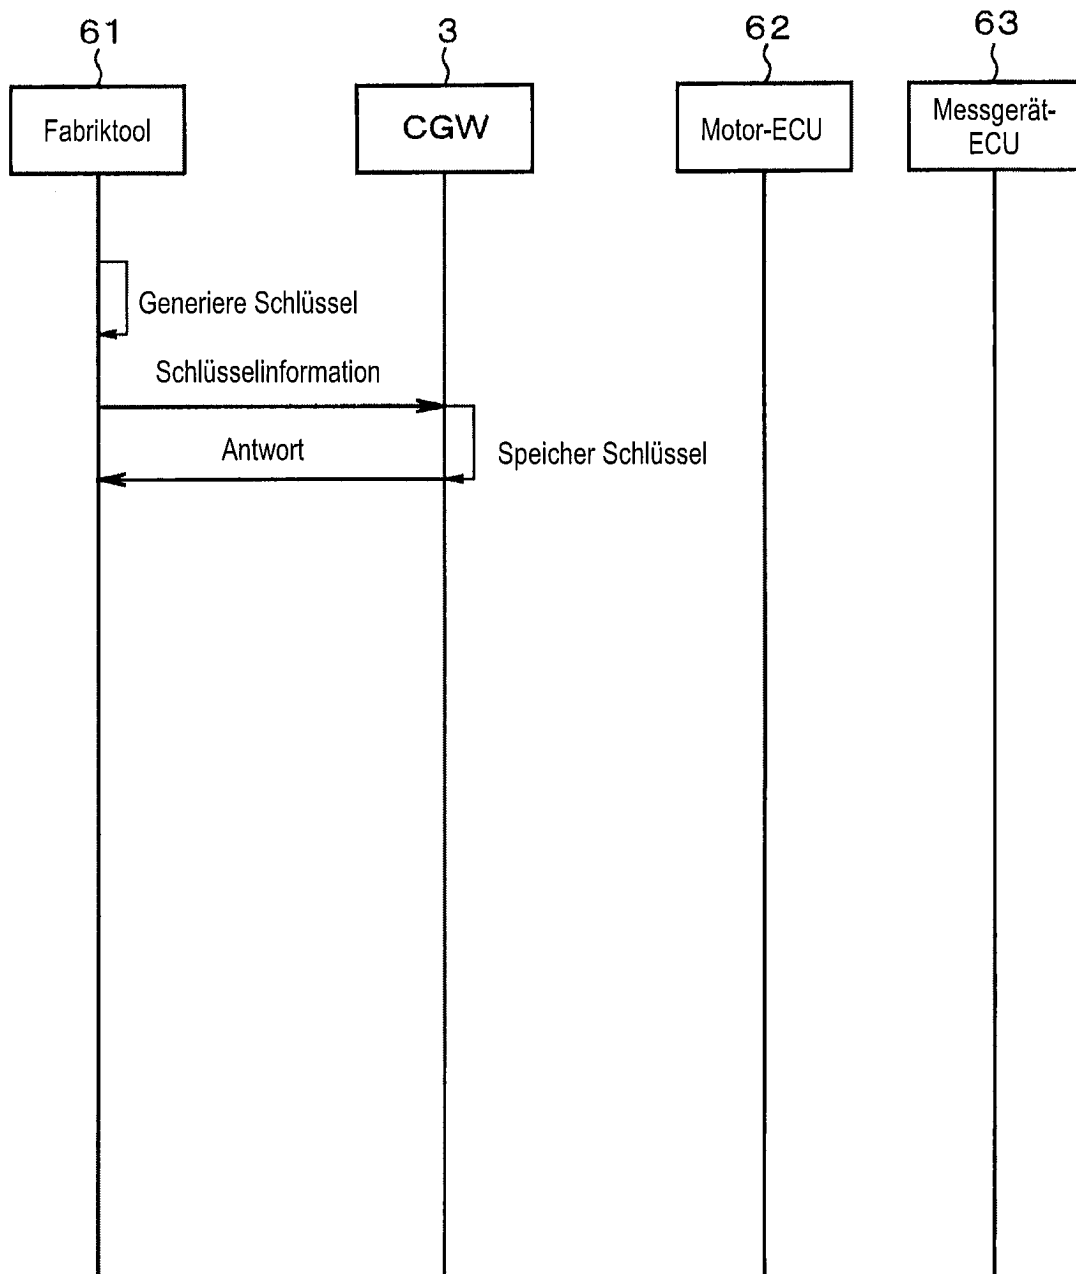 61
3
62
63
Fabriktool
CGW
Motor-ECU
Messgerät-
ECU
Generiere Schlüssel
Schlüsselinformation
Antwort
Speicher Schlüssel